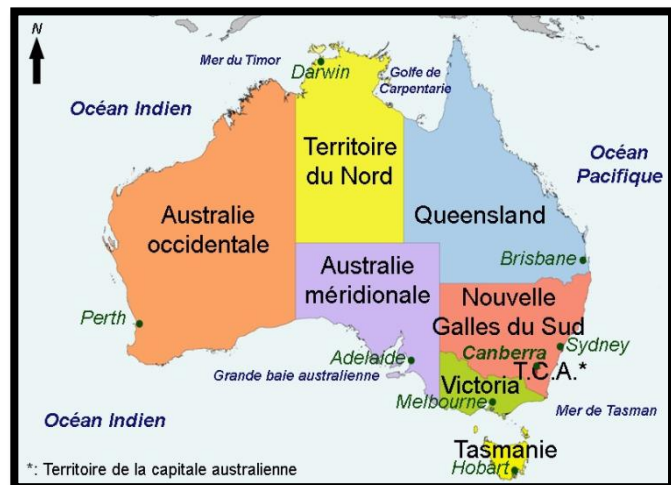 N
Mer du Timor
Darwin
Golfe de
Carpentarie
Océan Indien
Territoire
du Nord
Océan
Pacifique
Australie
occidentale
Queensland
Brisbane
Australie
méridionale
Nouvelle
Galles du Sud
Perth
Adelaide
Canberra
Sydney
T.C.A.*
Grande baie australienne
Victoria
Melbourne
Mer de Tasman
Océan Indien
Tasmanie
Hobart
*: Territoire de la capitale australienne